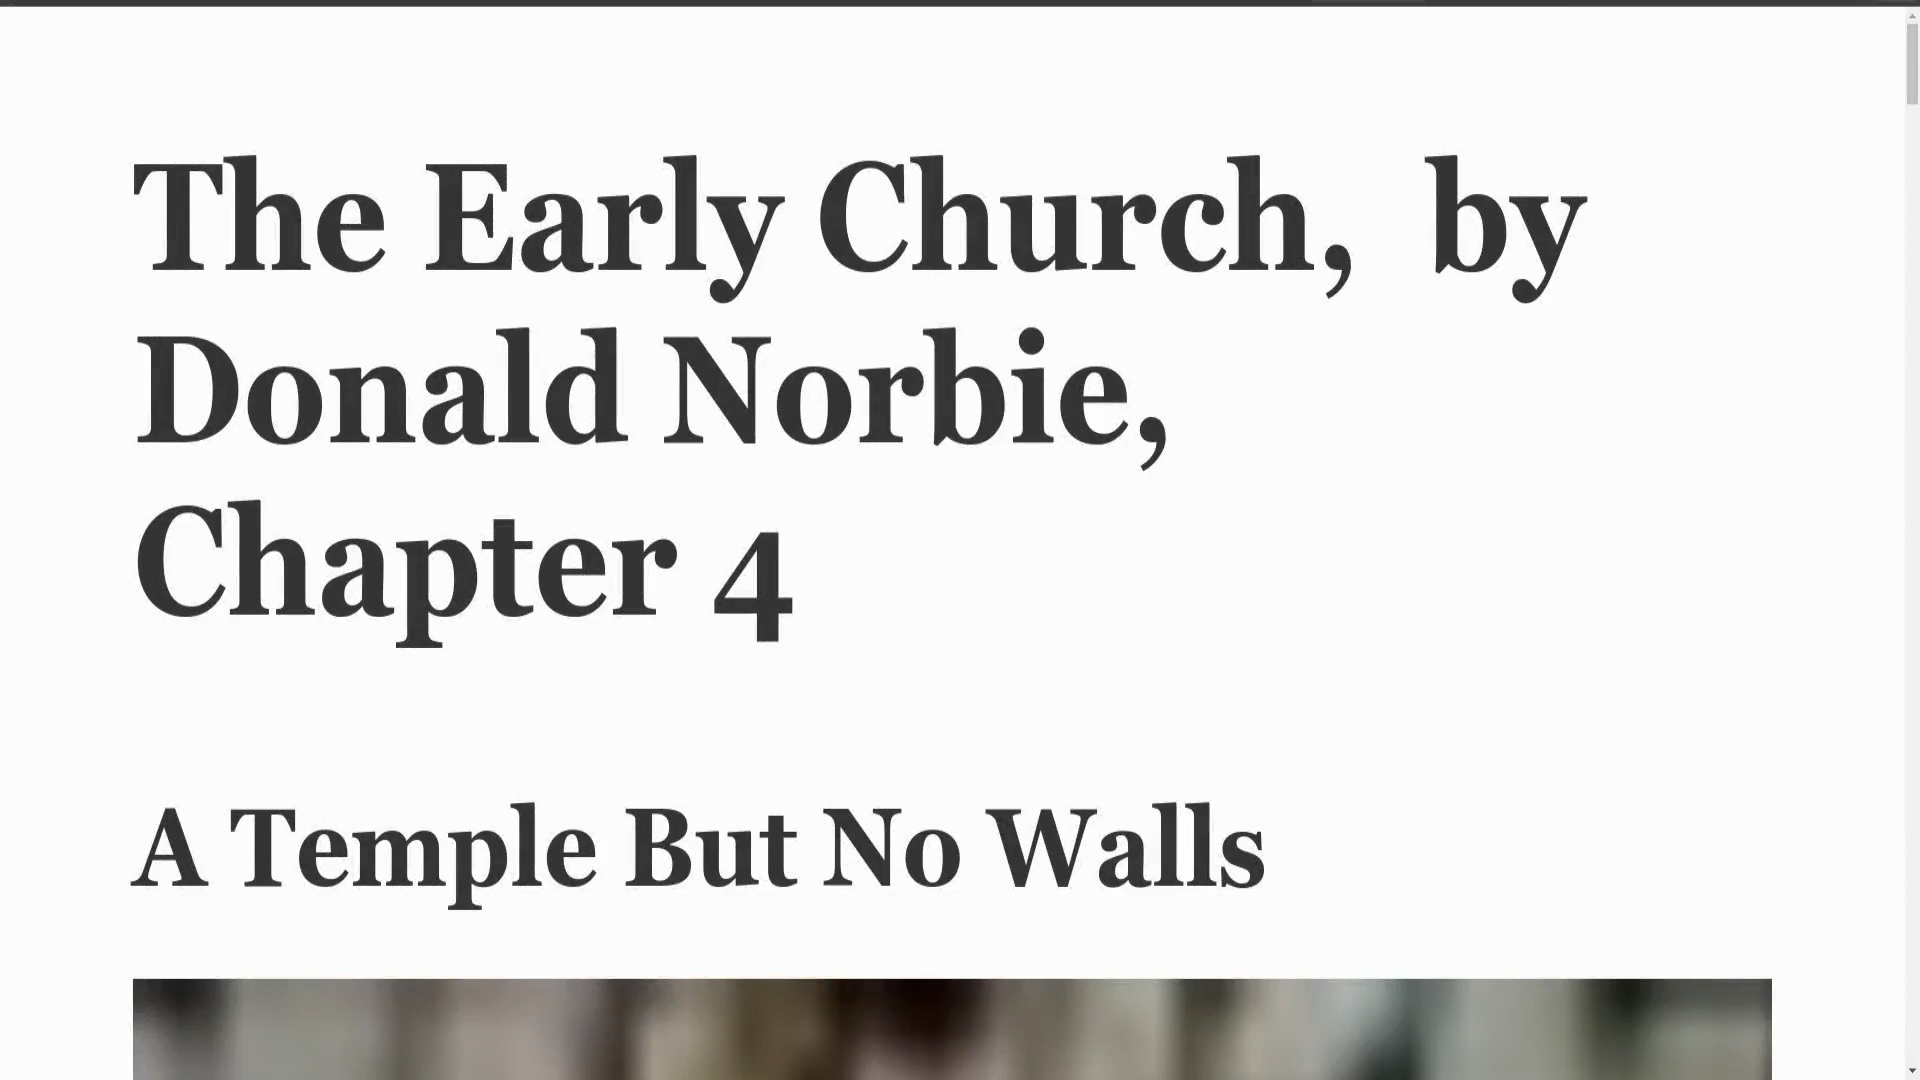 The Early Church,  by
Donald Norbie,
Chapter 4
A Temple But No Walls